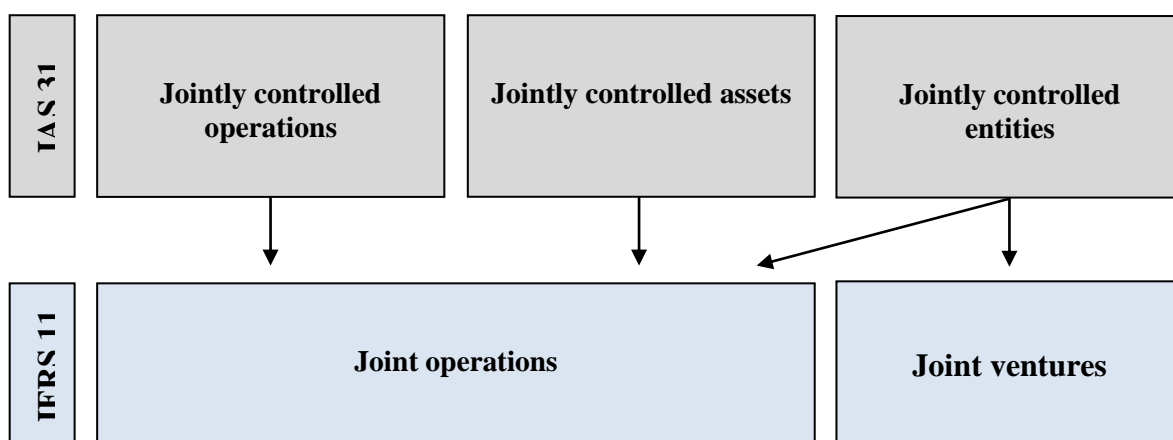 IAS 31
Jointly controlled
operations
Jointly controlled assets
Jointly controlled
entities
IFRS 11
Joint operations
Joint ventures